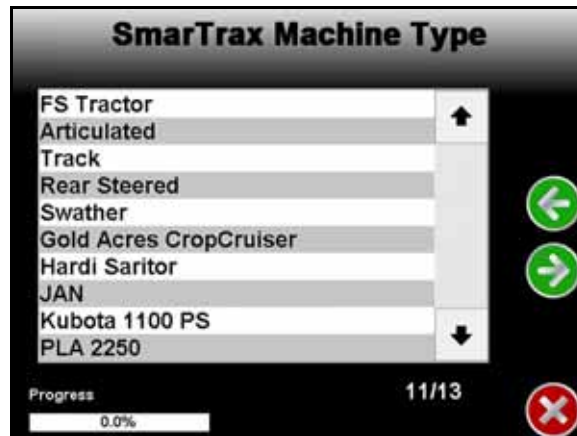 SmarTrax Machine Type
FS Tractor
Articulated
Track
Rear Steered
Swather
Gold Acres CropCruiser
Hardi Saritor
JAN
Kubota 1100 PS
PLA 2250
11/13
Progress
0.0%